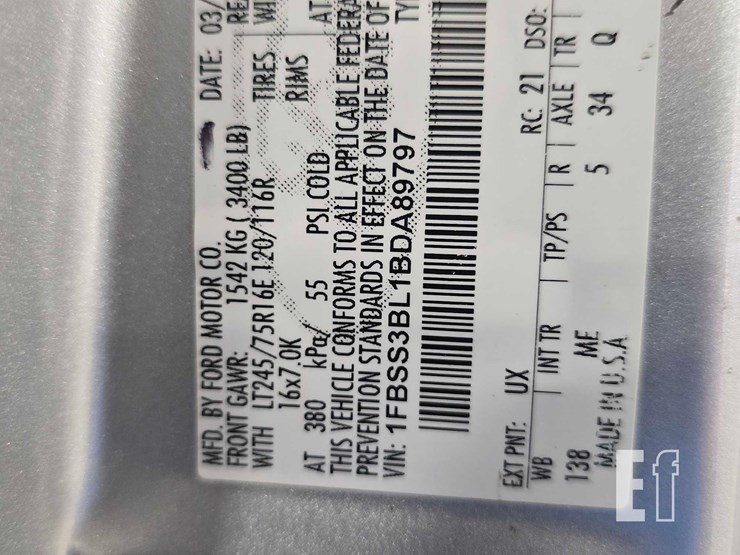 MFD. BY FORD MOTOR CO. DATE: 03/
FRONT GAWR: 1542 KG ( 3400 LB)
WITH LT245/75R16E 120/116R TIRES
16x7.0K RIMS
AT 380 kPa/ 55 PSI COLD AT
THIS VEHICLE CONFORMS TO ALL APPLICABLE FEDERA
PREVENTION STANDARDS IN EFFECT ON THE DATE OF
VIN: 1FBSS3BL1BDA89797
EXT PNT: UX RC: 21 DSO:
WB | INT TR | TP/PS | R | AXLE | TR
138 ME 5 34 Q
MADE IN U.S.A
Ef